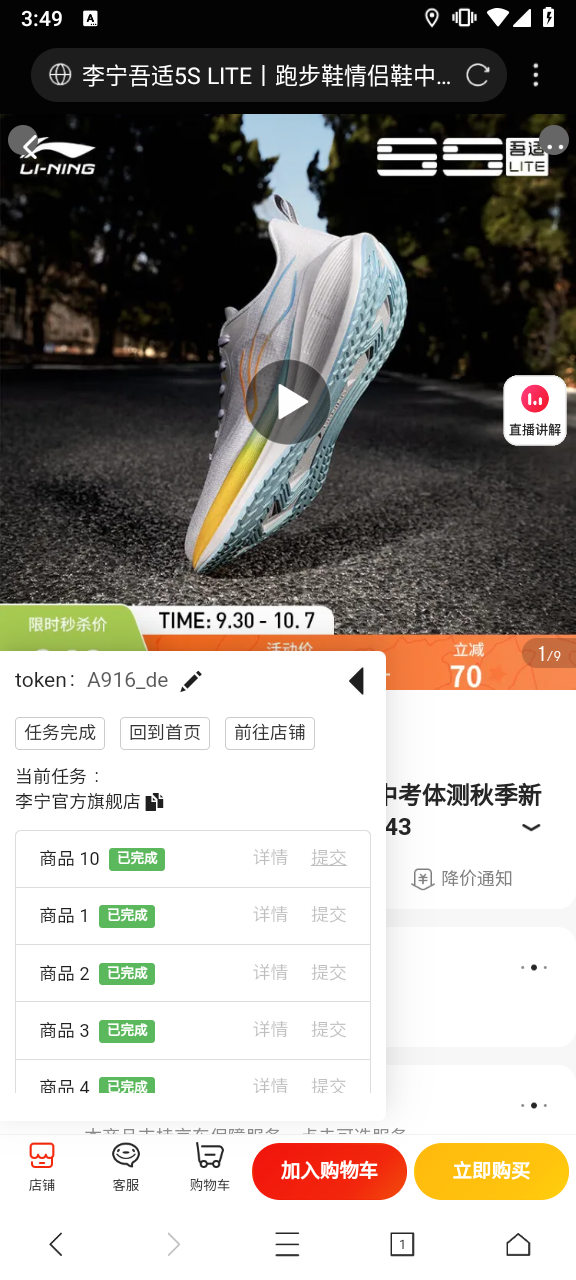 3:49
A
李宁吾适5S LITE丨跑步鞋情侣鞋中...
LI-NING
5S 吾适 LITE
直播讲解
TIME: 9.30 - 10. 7
限时秒杀价
活动价
立减
1/9
70
token: A916_de
任务完成 回到首页 前往店铺
当前任务：
李宁官方旗舰店
中考体测秋季新
43
降价通知
商品 10 已完成 详情 提交
商品 1 已完成 详情 提交
商品 2 已完成 详情 提交
商品 3 已完成 详情 提交
商品 4 已完成 详情 提交
店铺
客服
购物车
加入购物车
立即购买
1